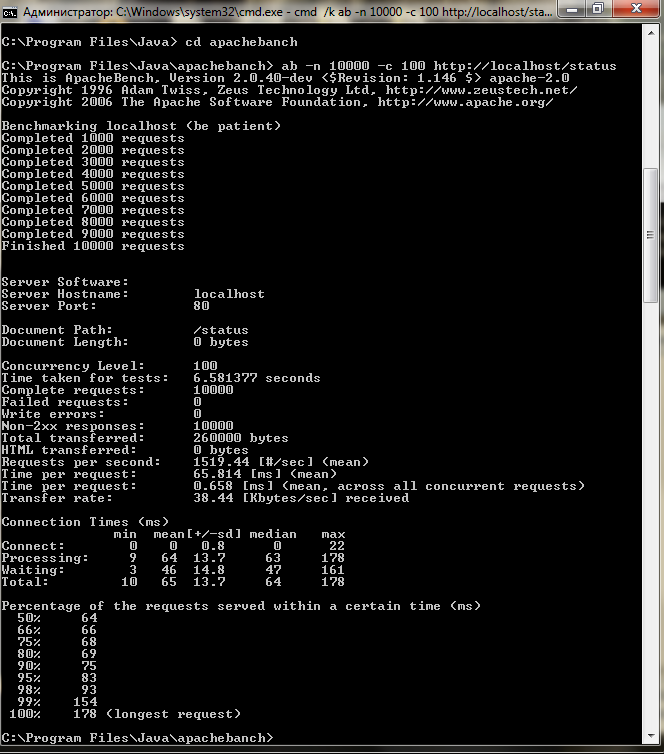 Администратор: C:\Windows\system32\cmd.exe - cmd /k ab -n 10000 -c 100 http://localhost/sta...
C:\Program Files\Java> cd apachebanch
C:\Program Files\Java\apachebanch> ab -n 10000 -c 100 http://localhost/status
This is ApacheBench, Version 2.0.40-dev <$Revision: 1.146 $> apache-2.0
Copyright 1996 Adam Twiss, Zeus Technology Ltd, http://www.zeustech.net/
Copyright 2006 The Apache Software Foundation, http://www.apache.org/
Benchmarking localhost (be patient)
Completed 1000 requests
Completed 2000 requests
Completed 3000 requests
Completed 4000 requests
Completed 5000 requests
Completed 6000 requests
Completed 7000 requests
Completed 8000 requests
Completed 9000 requests
Finished 10000 requests
Server Software:
Server Hostname: localhost
Server Port: 80
Document Path: /status
Document Length: 0 bytes
Concurrency Level: 100
Time taken for tests: 6.581377 seconds
Complete requests: 10000
Failed requests: 0
Write errors: 0
Non-2xx responses: 10000
Total transferred: 260000 bytes
HTML transferred: 0 bytes
Requests per second: 1519.44 [#/sec] (mean)
Time per request: 65.814 [ms] (mean)
Time per request: 0.658 [ms] (mean, across all concurrent requests)
Transfer rate: 38.44 [Kbytes/sec] received
Connection Times (ms)
min mean[+/-sd] median max
Connect: 0 0 0.8 0 22
Processing: 9 64 13.7 63 178
Waiting: 3 46 14.8 47 161
Total: 10 65 13.7 64 178
Percentage of the requests served within a certain time (ms)
50% 64
66% 66
75% 68
80% 69
90% 75
95% 83
98% 93
99% 154
100% 178 (longest request)
C:\Program Files\Java\apachebanch>